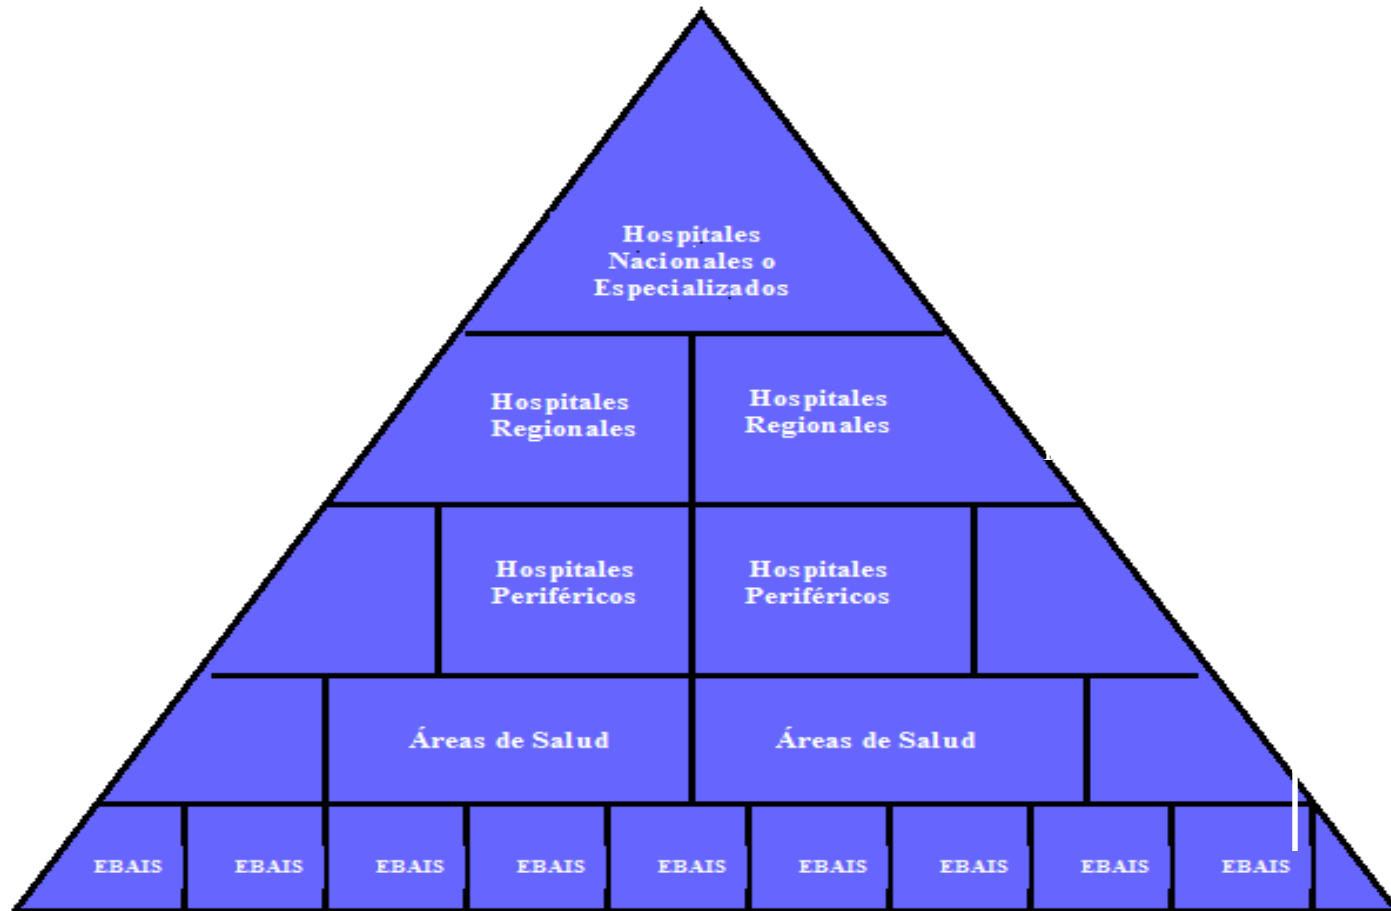 Hospitales
Nacionales o
Especializados
Hospitales
Regionales
Hospitales
Regionales
Hospitales
Periféricos
Hospitales
Periféricos
Áreas de Salud
Áreas de Salud
EBAIS
EBAIS
EBAIS
EBAIS
EBAIS
EBAIS
EBAIS
EBAIS
EBAIS